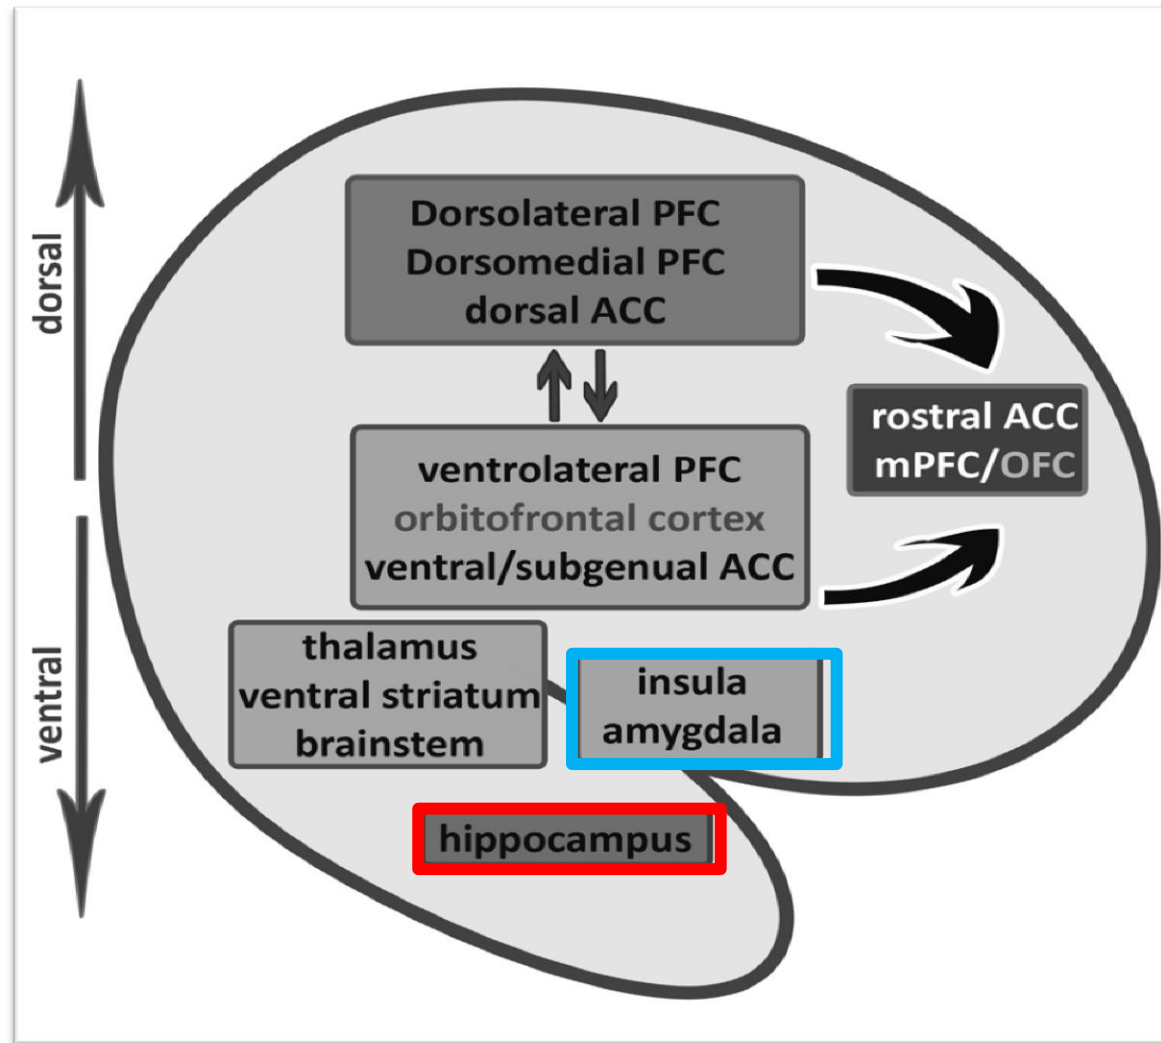 dorsal
Dorsolateral PFC
Dorsomedial PFC
dorsal ACC
rostral ACC
mPFC/OFC
ventrolateral PFC
orbitofrontal cortex
ventral/subgenual ACC
ventral
thalamus
ventral striatum
brainstem
insula
amygdala
hippocampus